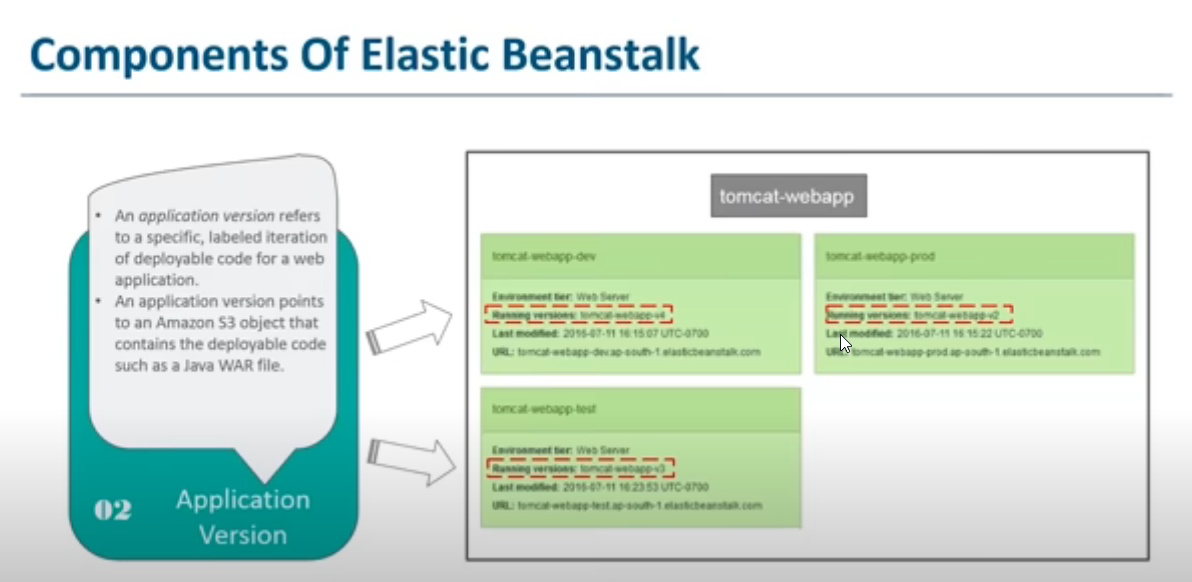 Components Of Elastic Beanstalk
• An application version refers
to a specific, labeled iteration
of deployable code for a web
application.
• An application version points
to an Amazon S3 object that
contains the deployable code
such as a Java WAR file.
02
Application
Version
tomcat-webapp
tomcat-webapp-dev
Environment tier: Web Server
Running versions: tomcat-webapp-v4
Last modified: 2016-07-11 16:15:07 UTC-0700
URL: tomcat-webapp-dev.ap-south-1.elasticbeanstalk.com
tomcat-webapp-prod
Environment tier: Web Server
Running versions: tomcat-webapp-v2
Last modified: 2016-07-11 16:15:22 UTC-0700
URL: tomcat-webapp-prod.ap-south-1.elasticbeanstalk.com
tomcat-webapp-test
Environment tier: Web Server
Running versions: tomcat-webapp-v3
Last modified: 2016-07-11 16:23:53 UTC-0700
URL: tomcat-webapp-test.ap-south-1.elasticbeanstalk.com